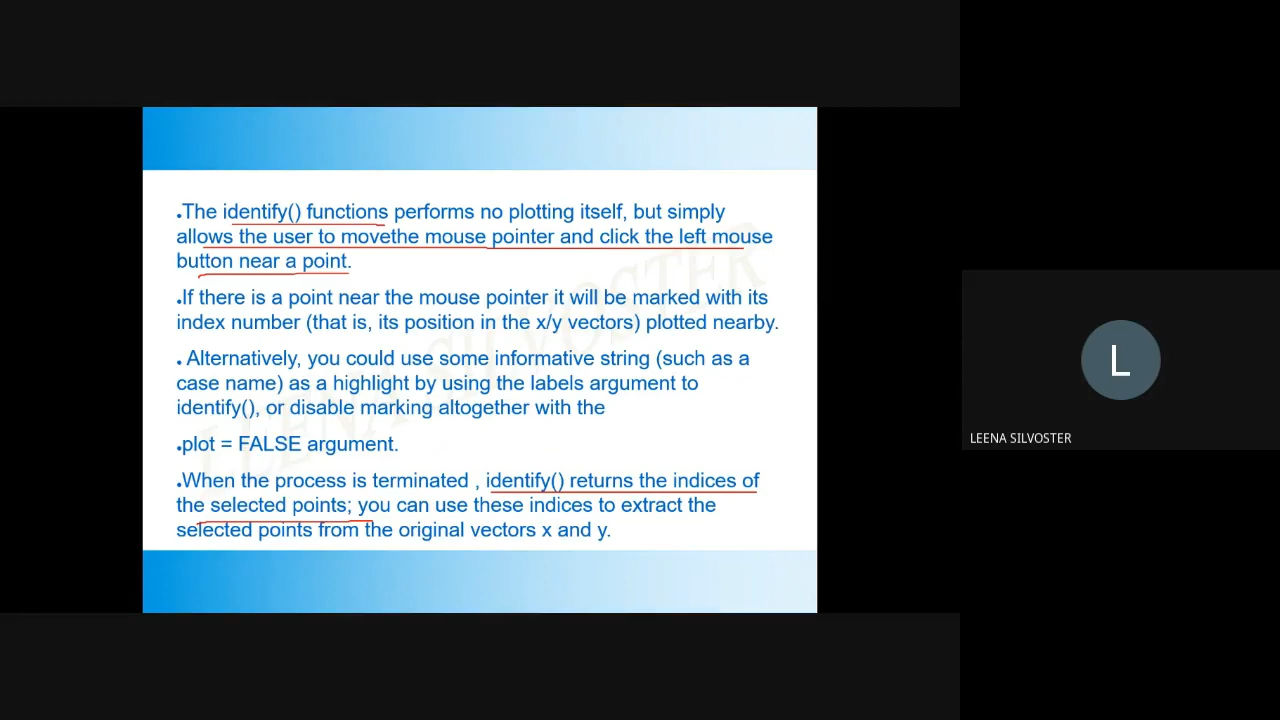 •The identify() functions performs no plotting itself, but simply
allows the user to movethe mouse pointer and click the left mouse
button near a point.
•If there is a point near the mouse pointer it will be marked with its
index number (that is, its position in the x/y vectors) plotted nearby.
• Alternatively, you could use some informative string (such as a
case name) as a highlight by using the labels argument to
identify(), or disable marking altogether with the
•plot = FALSE argument.
•When the process is terminated , identify() returns the indices of
the selected points; you can use these indices to extract the
selected points from the original vectors x and y.
LEENA SILVOSTER
L
LEENA SILVOSTER